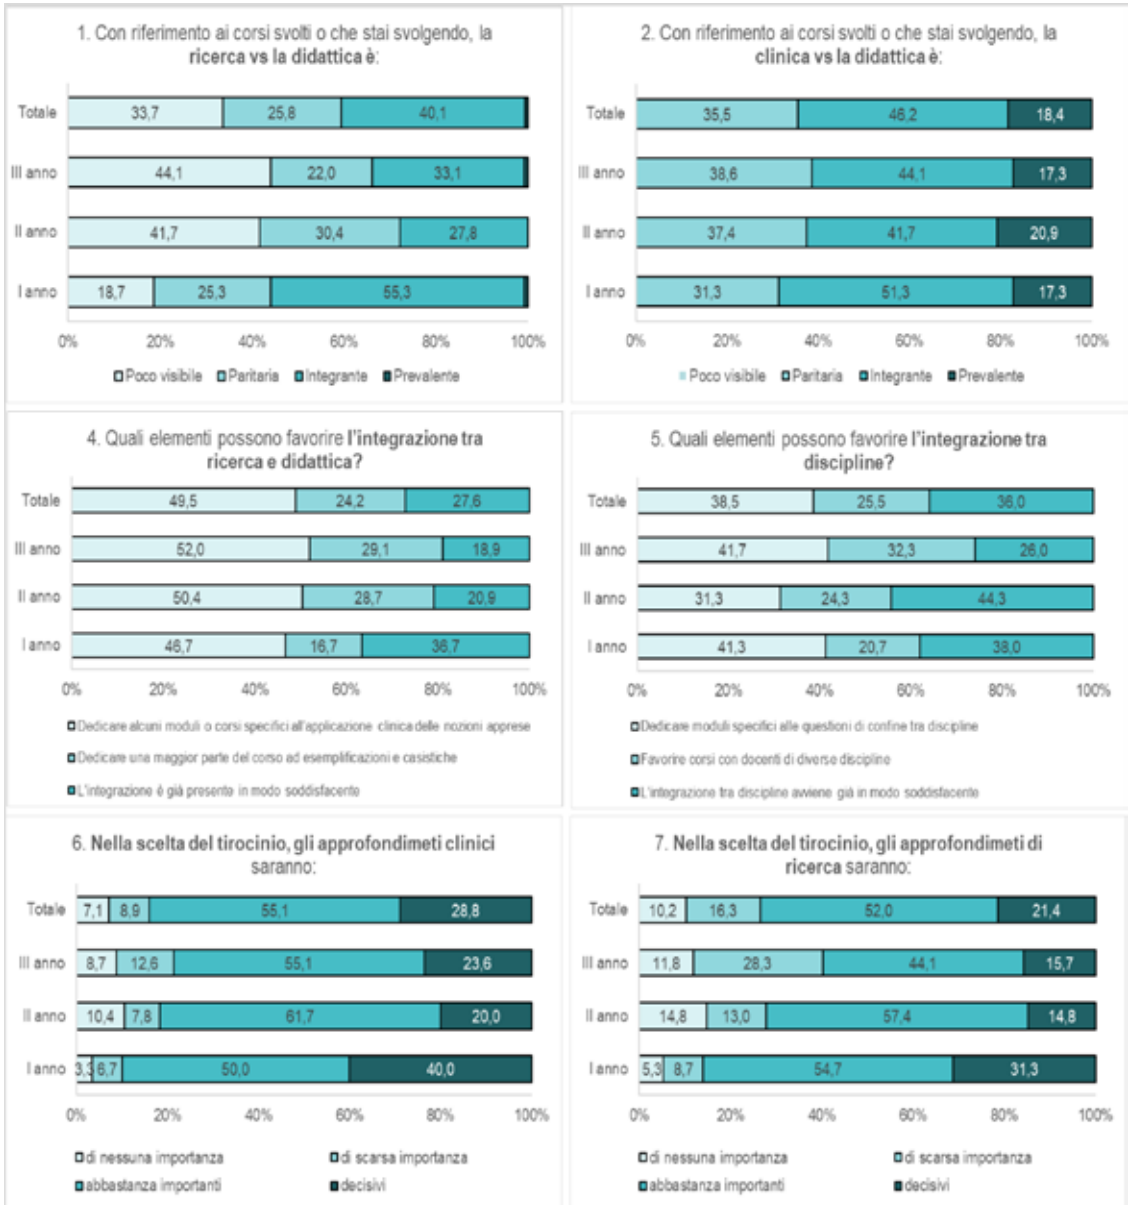 1. Con riferimento ai corsi svolti o che stai svolgendo, la
ricerca vs la didattica è:
Totale 33,7 25,8 40,1
III anno 44,1 22,0 33,1
II anno 41,7 30,4 27,8
I anno 18,7 25,3 55,3
0% 20% 40% 60% 80% 100%
Poco visibile Paritaria Integrante Prevalente
2. Con riferimento ai corsi svolti o che stai svolgendo, la
clinica vs la didattica è:
Totale 35,5 46,2 18,4
III anno 38,6 44,1 17,3
II anno 37,4 41,7 20,9
I anno 31,3 51,3 17,3
0% 20% 40% 60% 80% 100%
Poco visibile Paritaria Integrante Prevalente
4. Quali elementi possono favorire l'integrazione tra
ricerca e didattica?
Totale 49,5 24,2 27,6
III anno 52,0 29,1 18,9
II anno 50,4 28,7 20,9
I anno 46,7 16,7 36,7
0% 20% 40% 60% 80% 100%
Dedicare alcuni moduli o corsi specifici all'applicazione clinica delle nozioni apprese
Dedicare una maggior parte del corso ad esemplificazioni e casistiche
L'integrazione è già presente in modo soddisfacente
5. Quali elementi possono favorire l'integrazione tra
discipline?
Totale 38,5 25,5 36,0
III anno 41,7 32,3 26,0
II anno 31,3 24,3 44,3
I anno 41,3 20,7 38,0
0% 20% 40% 60% 80% 100%
Dedicare moduli specifici alle questioni di confine tra discipline
Favorire corsi con docenti di diverse discipline
L'integrazione tra discipline avviene già in modo soddisfacente
6. Nella scelta del tirocinio, gli approfondimeti clinici
saranno:
Totale 7,1 8,9 55,1 28,8
III anno 8,7 12,6 55,1 23,6
II anno 10,4 7,8 61,7 20,0
I anno 3,3 6,7 50,0 40,0
0% 20% 40% 60% 80% 100%
di nessuna importanza di scarsa importanza
abbastanza importanti decisivi
7. Nella scelta del tirocinio, gli approfondimeti di
ricerca saranno:
Totale 10,2 16,3 52,0 21,4
III anno 11,8 28,3 44,1 15,7
II anno 14,8 13,0 57,4 14,8
I anno 5,3 8,7 54,7 31,3
0% 20% 40% 60% 80% 100%
di nessuna importanza di scarsa importanza
abbastanza importanti decisivi